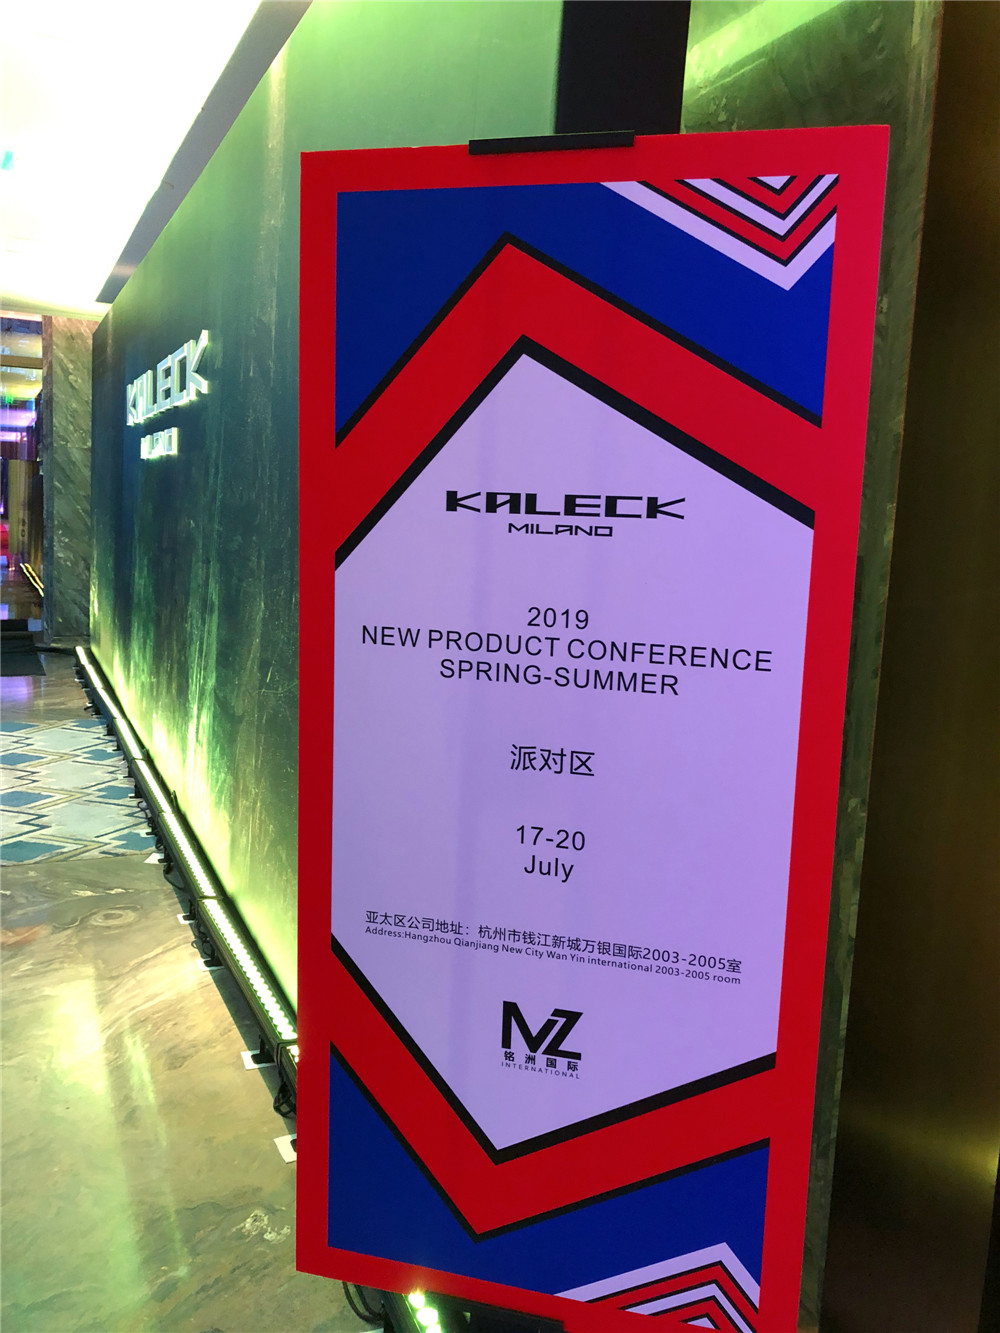 KALECK
MILANO
KALECK
MILANO
2019
NEW PRODUCT CONFERENCE
SPRING-SUMMER
派对区
17-20
July
亚太区公司地址：杭州市钱江新城万银国际2003-2005室
Address:Hangzhou Qianjiang New City Wan Yin international 2003-2005 room
MZ
铭洲国际
INTERNATIONAL